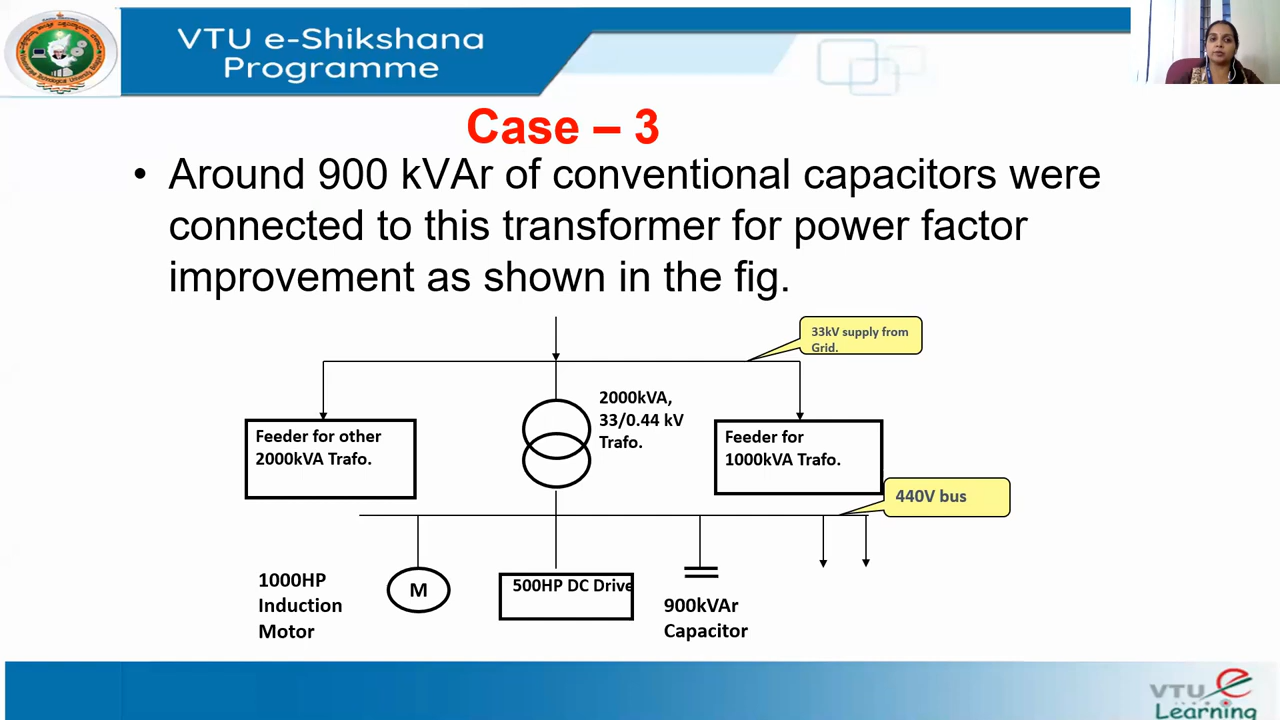 VTU e-Shikshana
Programme
Case – 3
• Around 900 kVAr of conventional capacitors were
connected to this transformer for power factor
improvement as shown in the fig.
33kV supply from
Grid.
2000kVA,
33/0.44 kV
Trafo.
Feeder for other
2000kVA Trafo.
Feeder for
1000kVA Trafo.
440V bus
1000HP
Induction
Motor
M
500HP DC Drive
900kVAr
Capacitor
VTU e
Learning